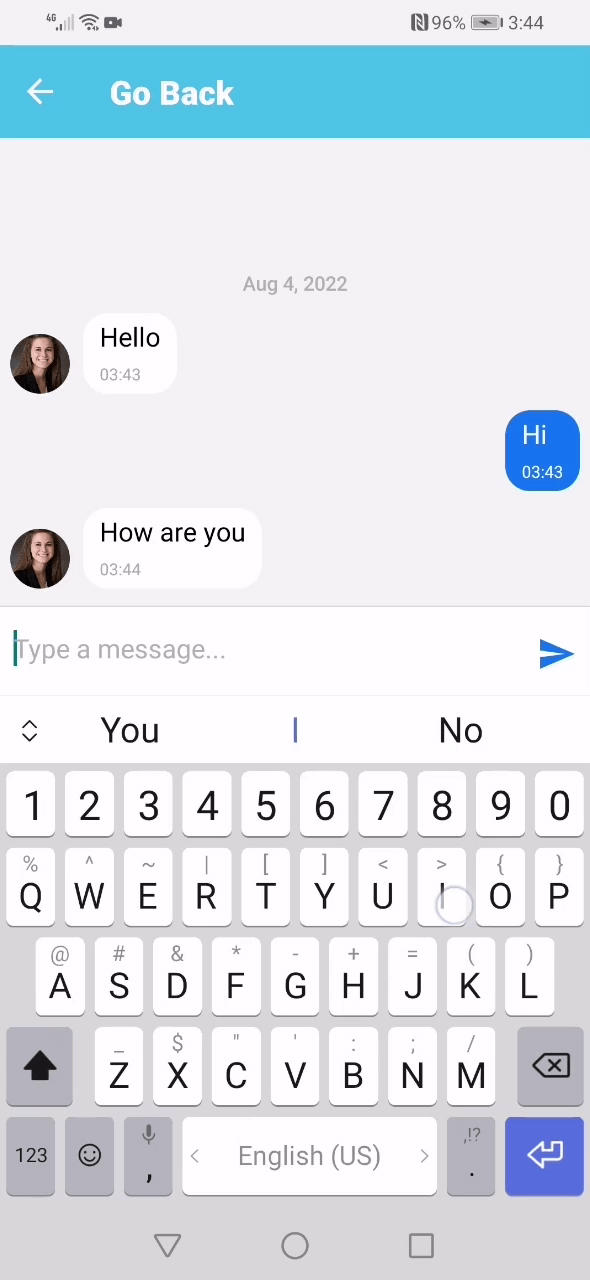 4G 96% 3:44
Go Back
Aug 4, 2022
Hello
03:43
Hi
03:43
How are you
03:44
Type a message...
You I No
1 2 3 4 5 6 7 8 9 0
% ^ ~ | [ ] < > { }
Q W E R T Y U I O P
@ # & * - + = ( )
A S D F G H J K L
_ $ " ' : ; /
Z X C V B N M
,!?
123 , < English (US) > .